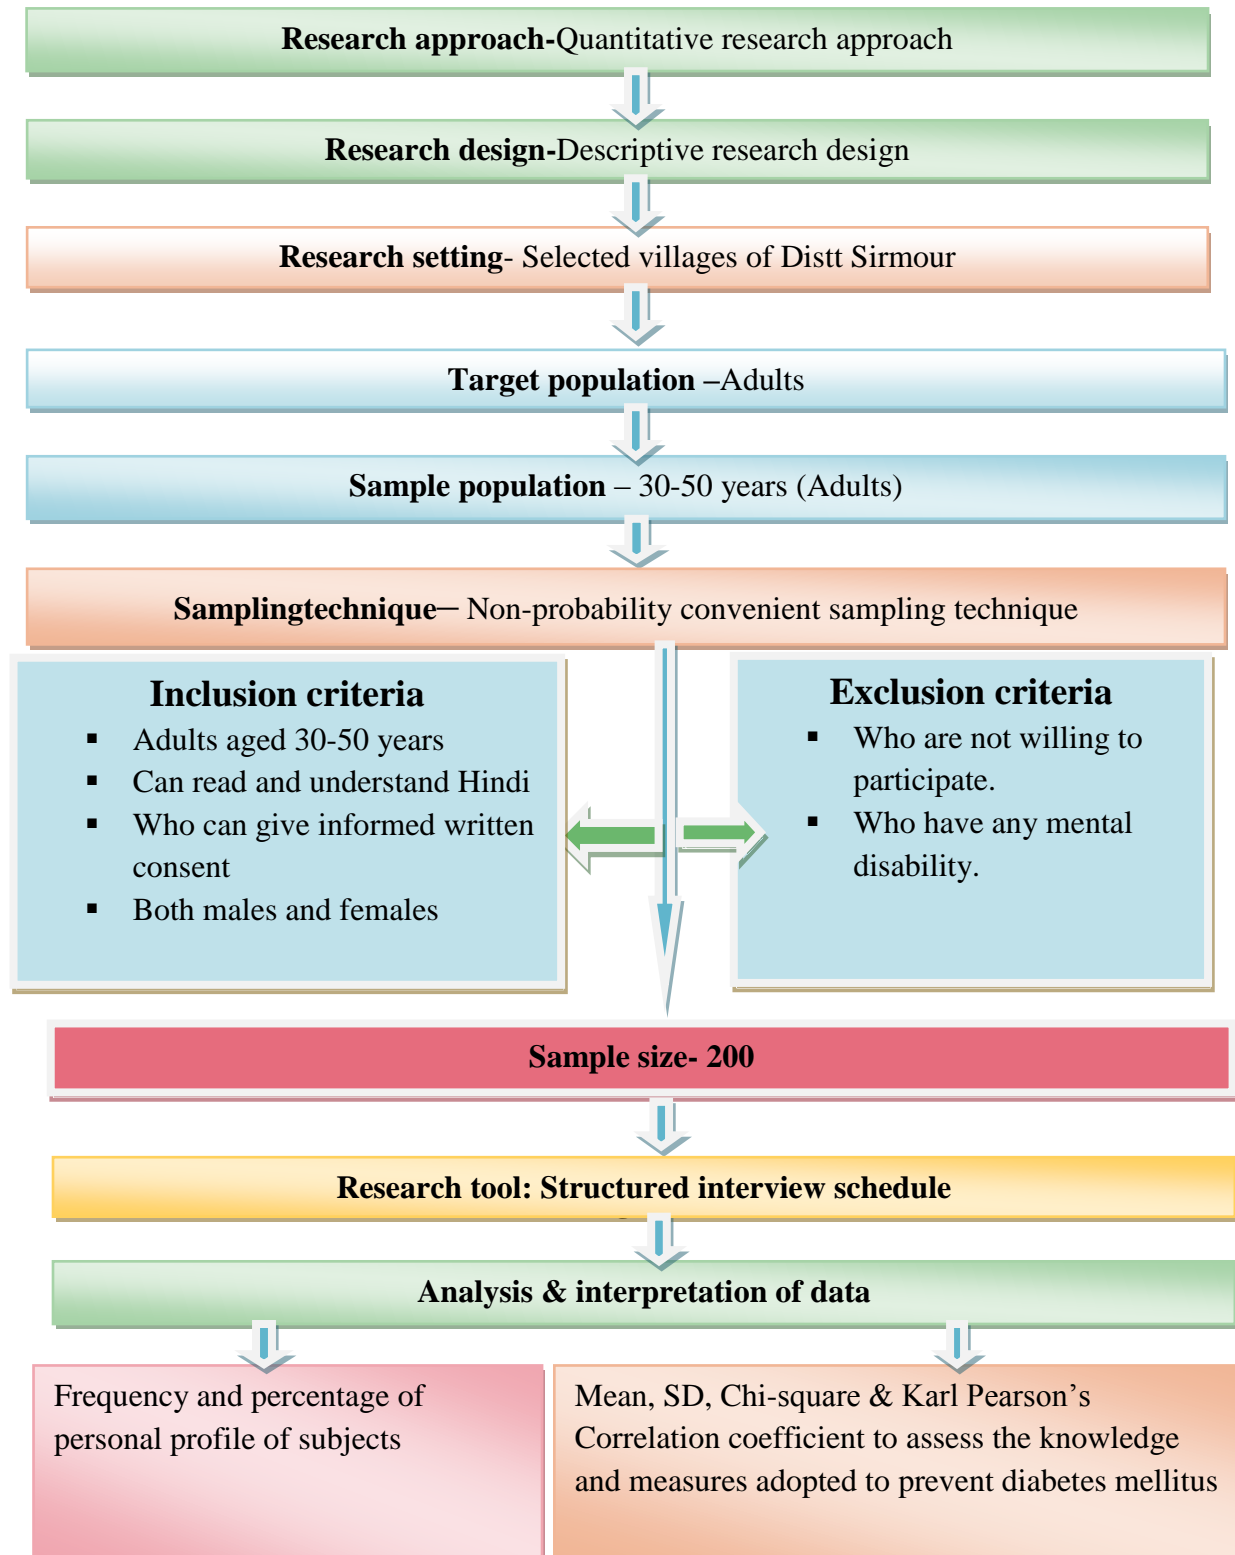 Research approach-Quantitative research approach
Research design-Descriptive research design
Research setting- Selected villages of Distt Sirmour
Target population –Adults
Sample population – 30-50 years (Adults)
Samplingtechnique— Non-probability convenient sampling technique
Inclusion criteria
▪ Adults aged 30-50 years
▪ Can read and understand Hindi
▪ Who can give informed written
consent
▪ Both males and females
Exclusion criteria
▪ Who are not willing to
participate.
▪ Who have any mental
disability.
Sample size- 200
Research tool: Structured interview schedule
Analysis & interpretation of data
Frequency and percentage of
personal profile of subjects
Mean, SD, Chi-square & Karl Pearson’s
Correlation coefficient to assess the knowledge
and measures adopted to prevent diabetes mellitus